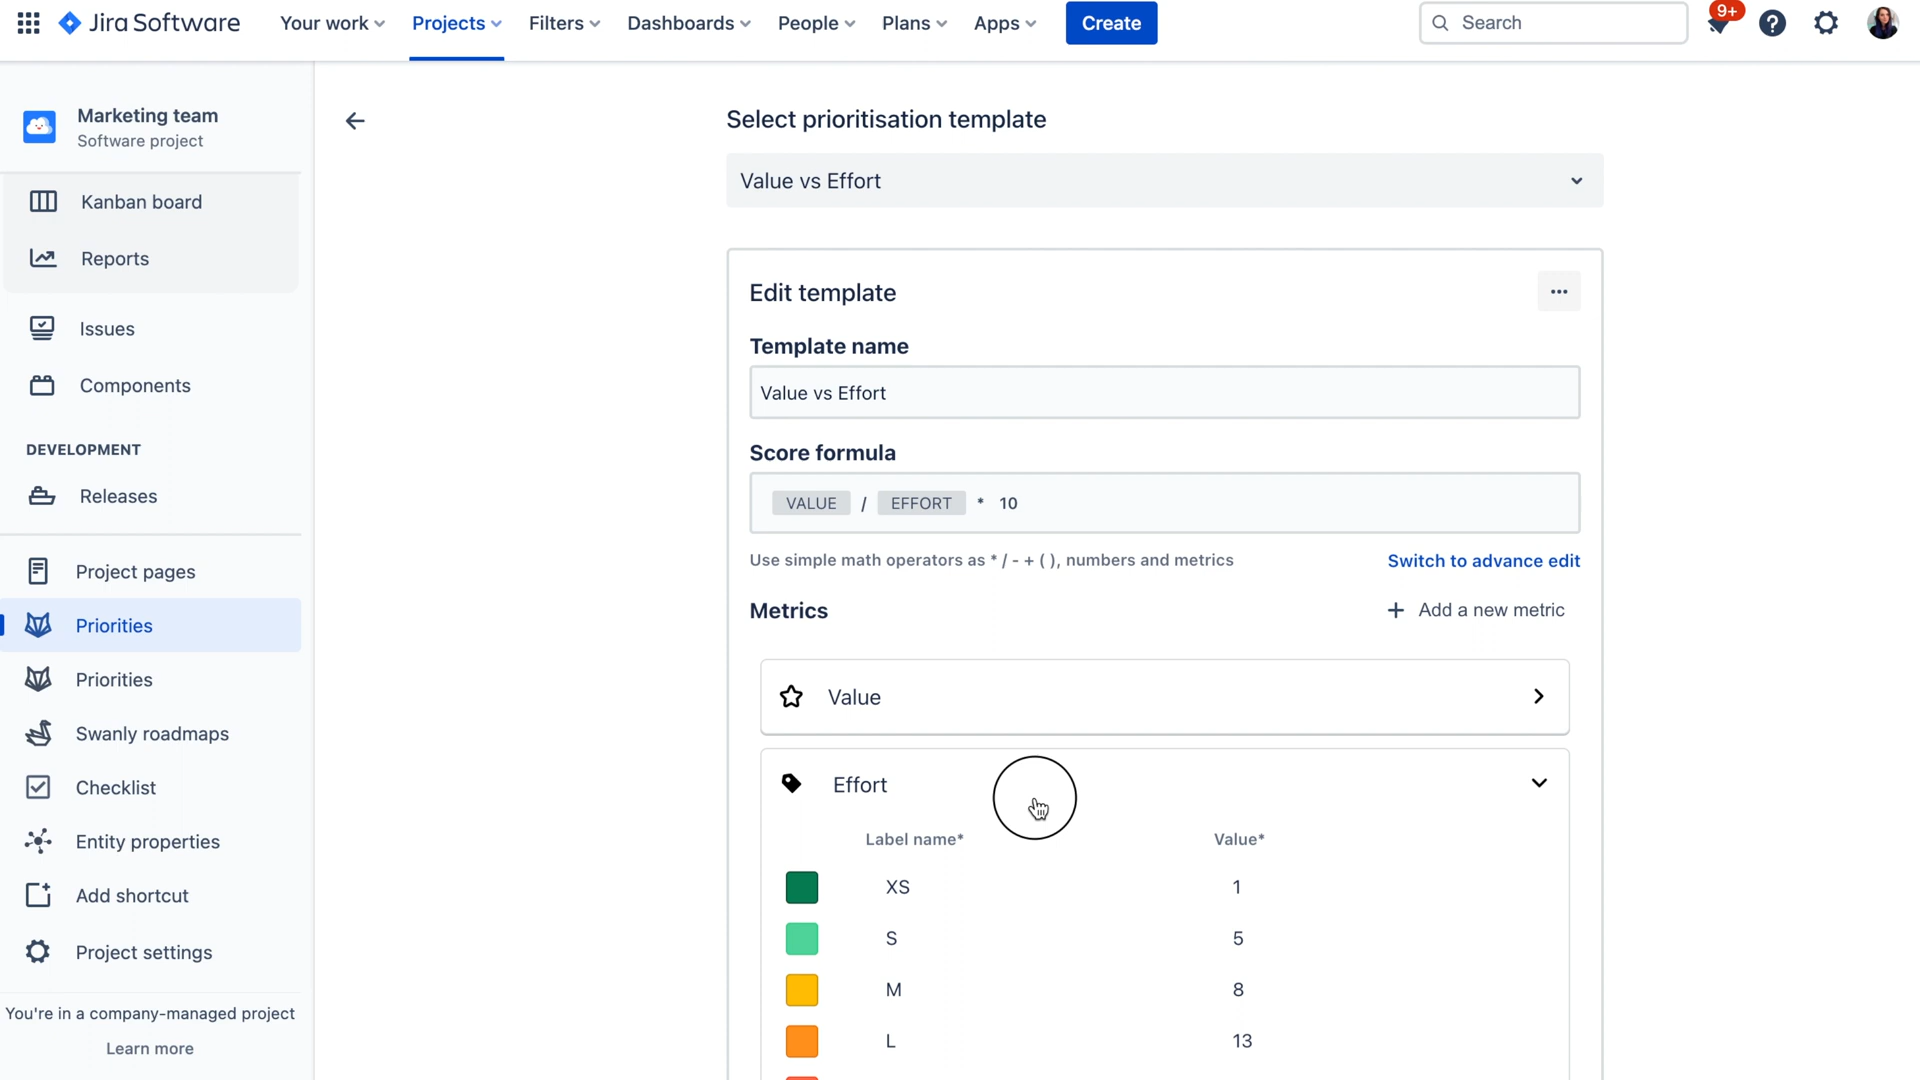 Jira Software
Your work
Projects
Filters
Dashboards
People
Plans
Apps
Create
Search
9+
Marketing team
Software project
Kanban board
Reports
Issues
Components
DEVELOPMENT
Releases
Project pages
Priorities
Priorities
Swanly roadmaps
Checklist
Entity properties
Add shortcut
Project settings
You're in a company-managed project
Learn more
Select prioritisation template
Value vs Effort
Edit template
Template name
Value vs Effort
Score formula
VALUE / EFFORT * 10
Use simple math operators as * / - + ( ), numbers and metrics
Switch to advance edit
Metrics
+ Add a new metric
Value
Effort
Label name* Value*
XS 1
S 5
M 8
L 13